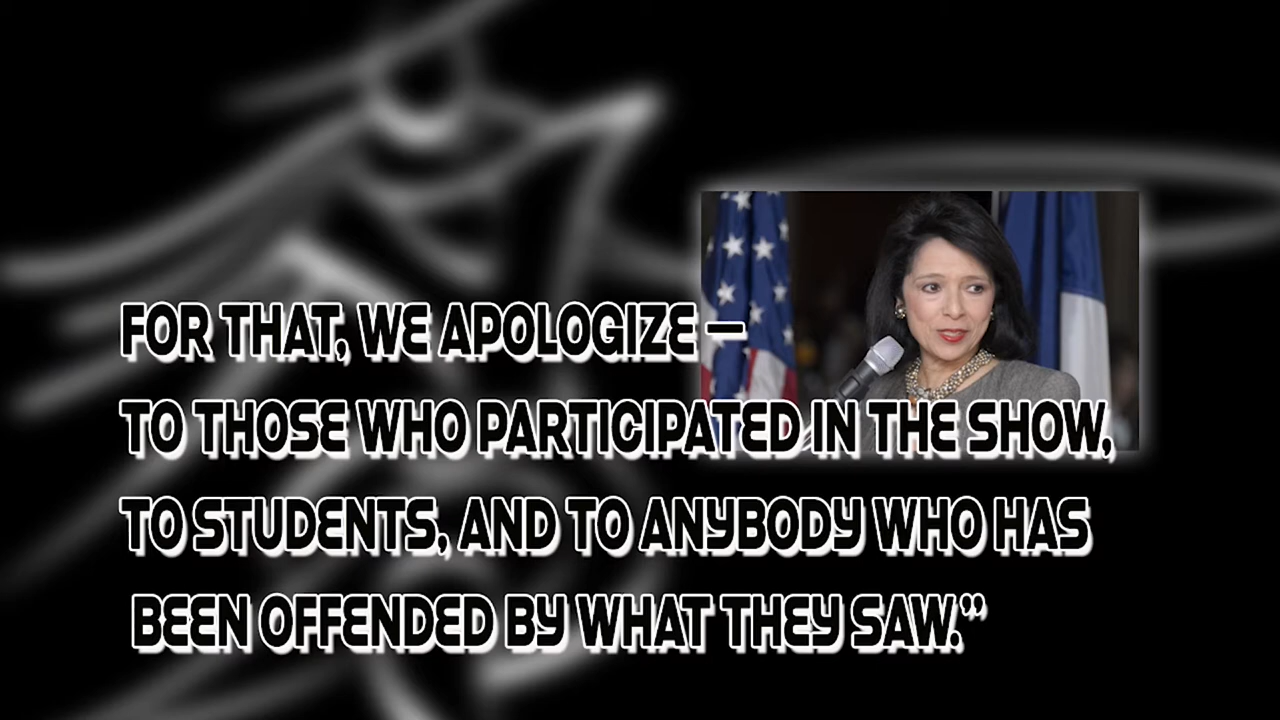 FOR THAT, WE APOLOGIZE —
TO THOSE WHO PARTICIPATED IN THE SHOW,
TO STUDENTS, AND TO ANYBODY WHO HAS
BEEN OFFENDED BY WHAT THEY SAW.”